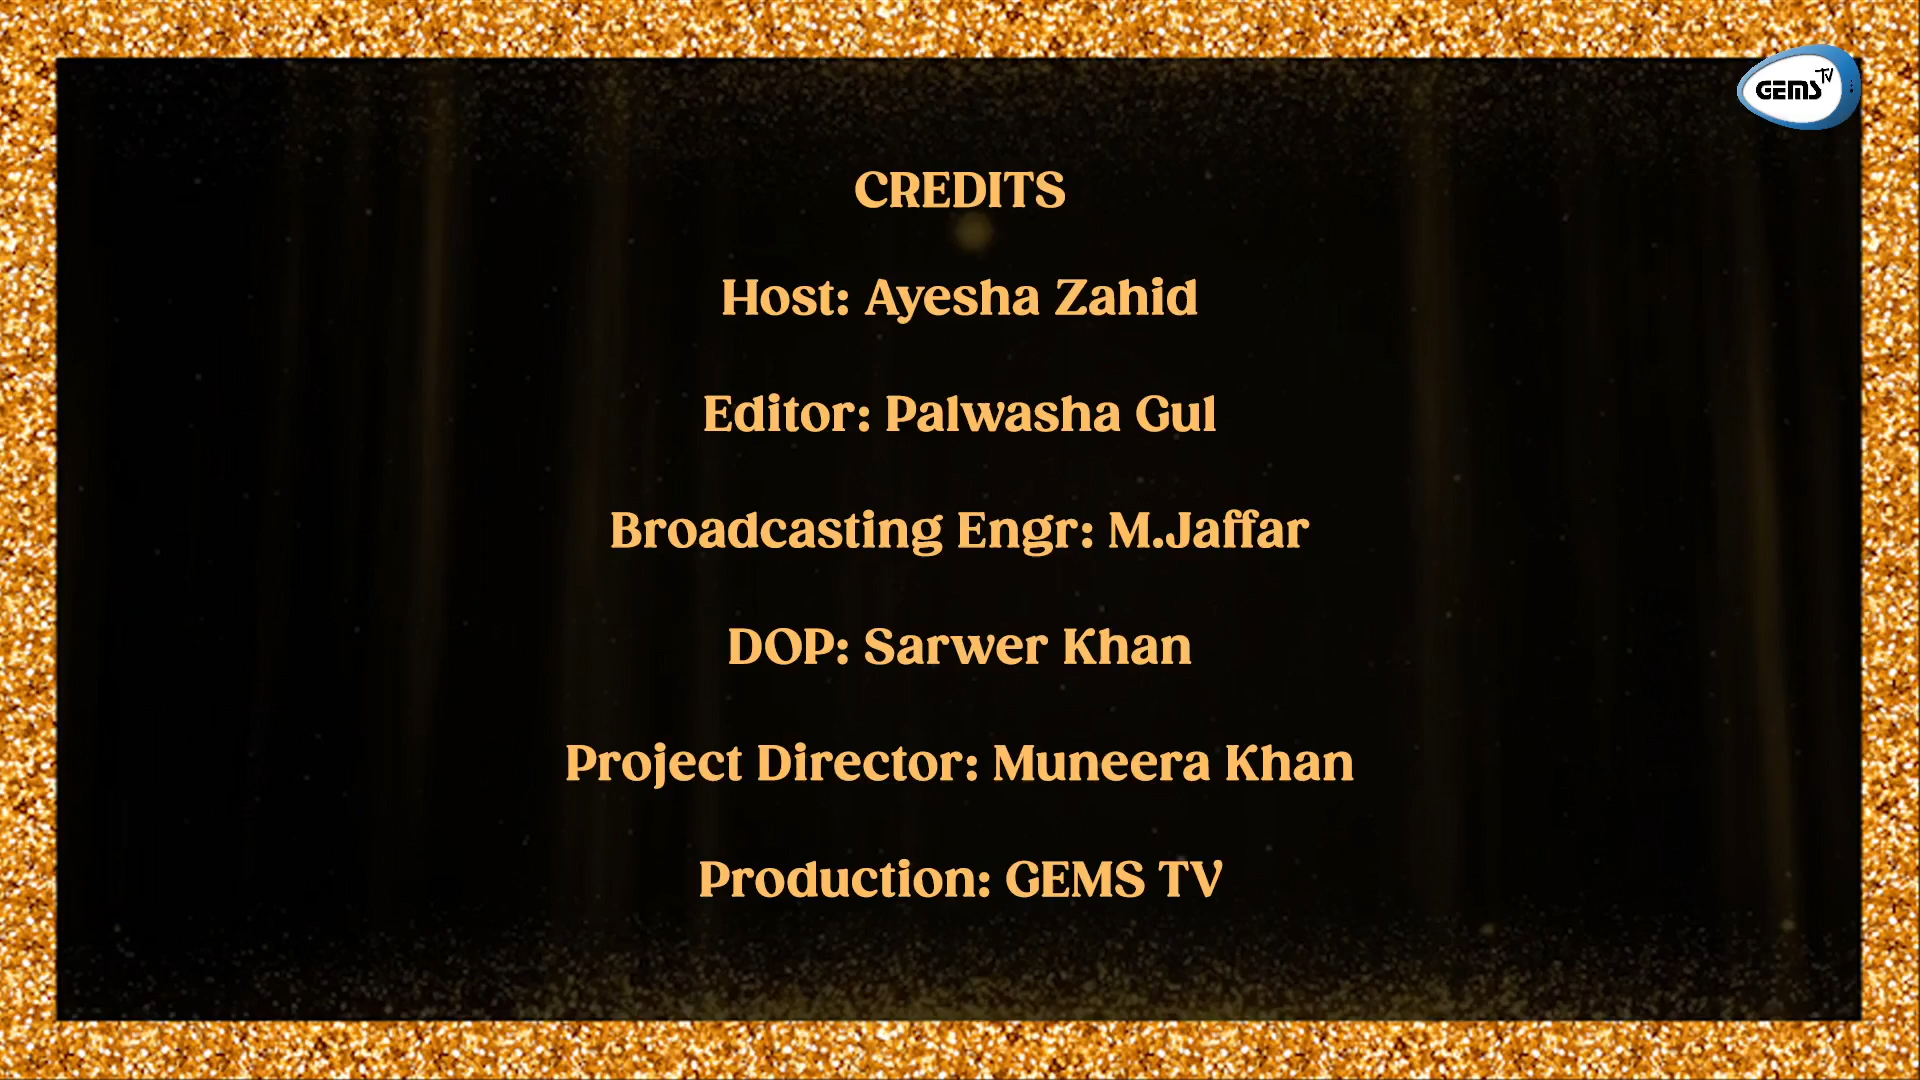 GEMS TV
CREDITS
Host: Ayesha Zahid
Editor: Palwasha Gul
Broadcasting Engr: M.Jaffar
DOP: Sarwer Khan
Project Director: Muneera Khan
Production: GEMS TV